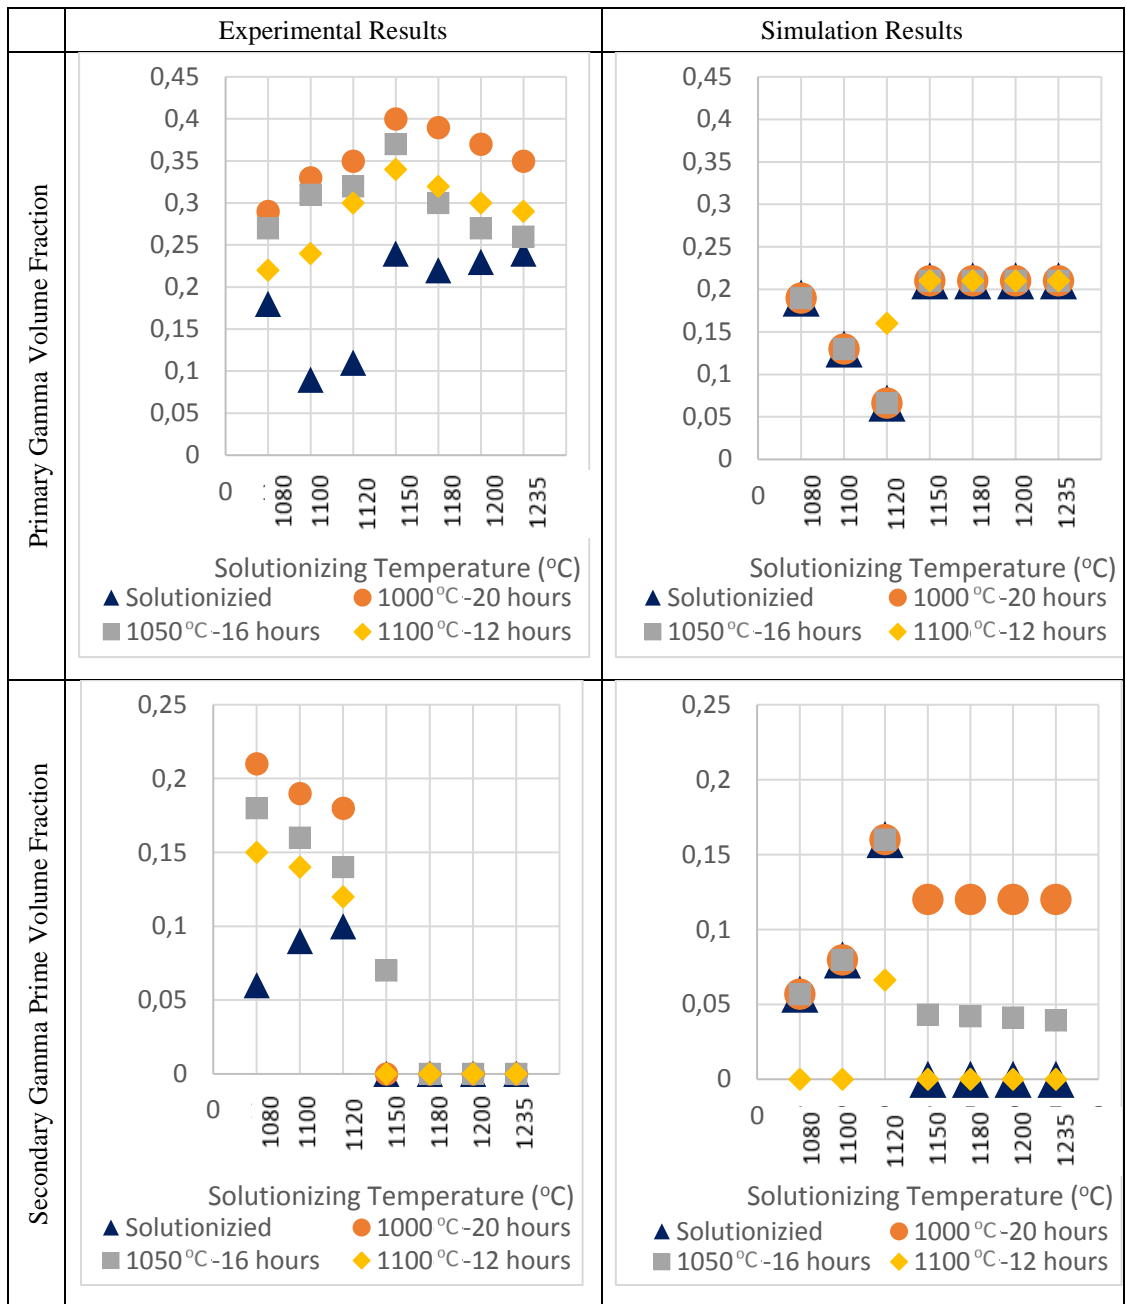 Experimental Results
Simulation Results
Primary Gamma Volume Fraction
0,45
0,4
0,35
0,3
0,25
0,2
0,15
0,1
0,05
0
0
1080
1100
1120
1150
1180
1200
1235
Solutionizing Temperature (°C)
Solutionizied
1000°C-20 hours
1050°C-16 hours
1100°C-12 hours
0,45
0,4
0,35
0,3
0,25
0,2
0,15
0,1
0,05
0
0
1080
1100
1120
1150
1180
1200
1235
Solutionizing Temperature (°C)
Solutionizied
1000°C-20 hours
1050°C-16 hours
1100°C-12 hours
Secondary Gamma Prime Volume Fraction
0,25
0,2
0,15
0,1
0,05
0
0
1080
1100
1120
1150
1180
1200
1235
Solutionizing Temperature (°C)
Solutionizied
1000°C-20 hours
1050°C-16 hours
1100°C-12 hours
0,25
0,2
0,15
0,1
0,05
0
0
1080
1100
1120
1150
1180
1200
1235
Solutionizing Temperature (°C)
Solutionizied
1000°C-20 hours
1050°C-16 hours
1100°C-12 hours